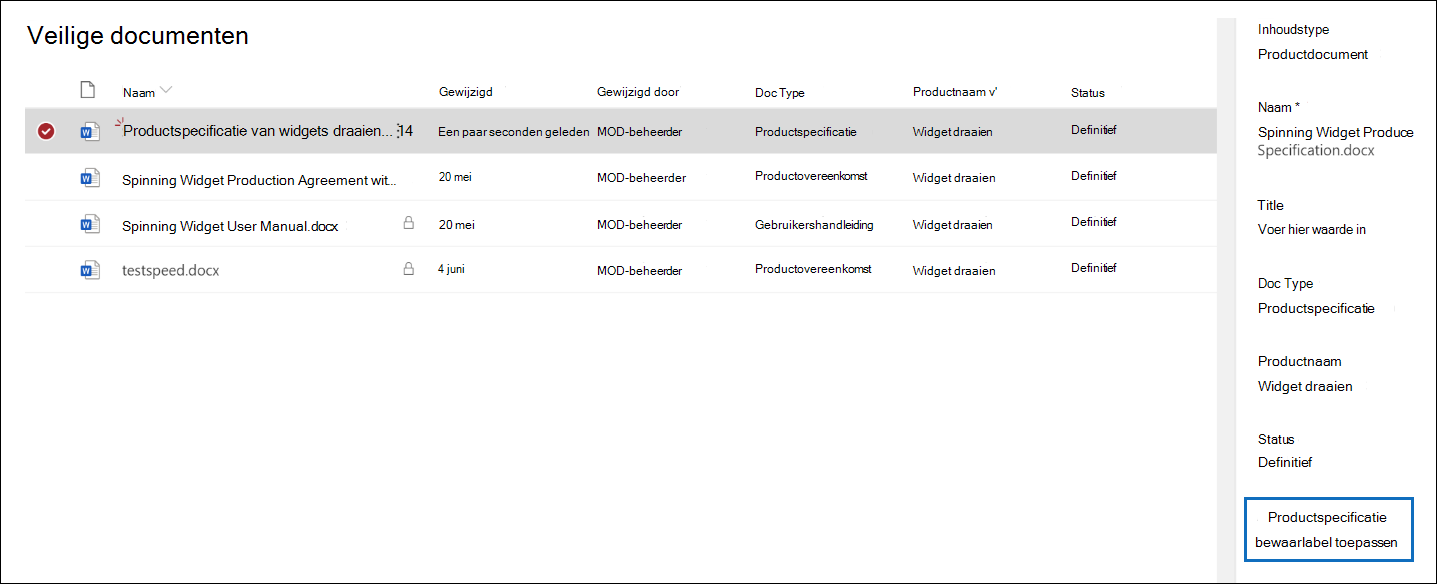 Veilige documenten
Naam Gewijzigd Gewijzigd door Doc Type Productnaam v' Status
Productspecificatie van widgets draaien... :14 Een paar seconden geleden MOD-beheerder Productspecificatie Widget draaien Definitief
Spinning Widget Production Agreement wit... 20 mei MOD-beheerder Productovereenkomst Widget draaien Definitief
Spinning Widget User Manual.docx 20 mei MOD-beheerder Gebruikershandleiding Widget draaien Definitief
testspeed.docx 4 juni MOD-beheerder Productovereenkomst Widget draaien Definitief
Inhoudstype
Productdocument
Naam *
Spinning Widget Produce
Specification.docx
Title
Voer hier waarde in
Doc Type
Productspecificatie
Productnaam
Widget draaien
Status
Definitief
Productspecificatie
bewaarlabel toepassen